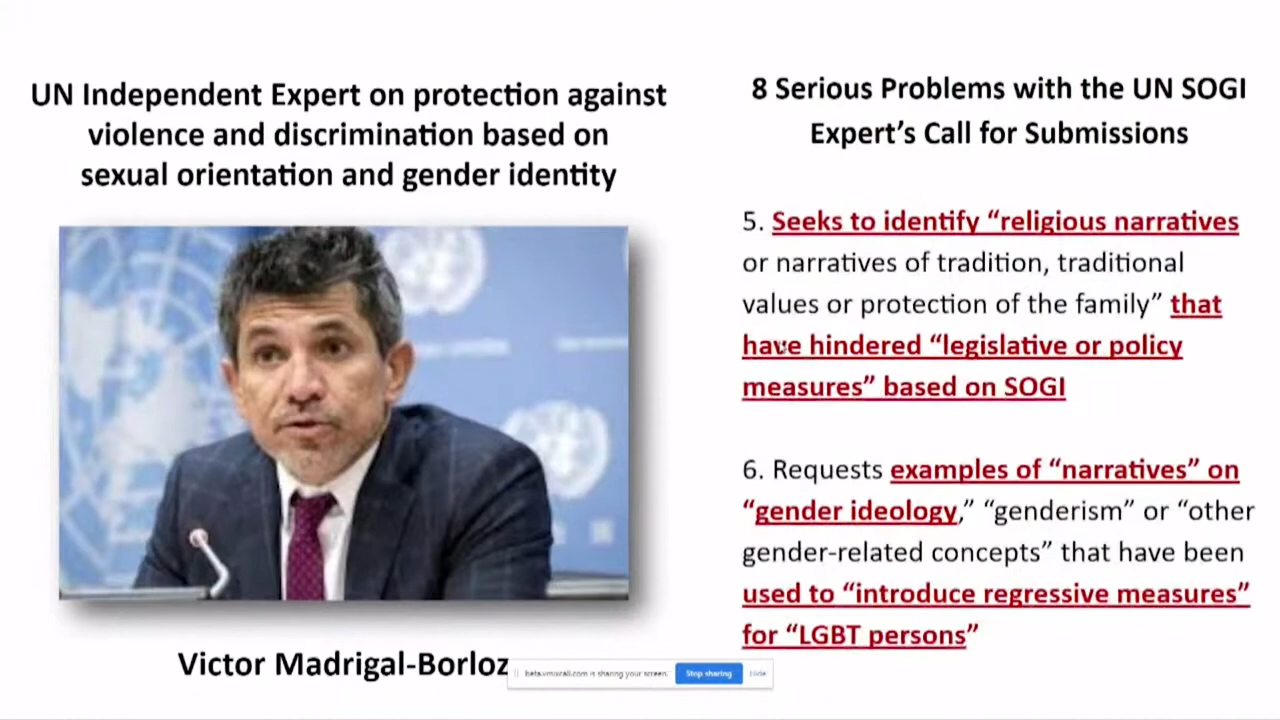 UN Independent Expert on protection against
violence and discrimination based on
sexual orientation and gender identity
Victor Madrigal-Borloz
8 Serious Problems with the UN SOGI
Expert’s Call for Submissions
5. Seeks to identify “religious narratives
or narratives of tradition, traditional
values or protection of the family” that
have hindered “legislative or policy
measures” based on SOGI
6. Requests examples of “narratives” on
“gender ideology,” “genderism” or “other
gender-related concepts” that have been
used to “introduce regressive measures”
for “LGBT persons”
is sharing your screen.
Stop sharing
Hide